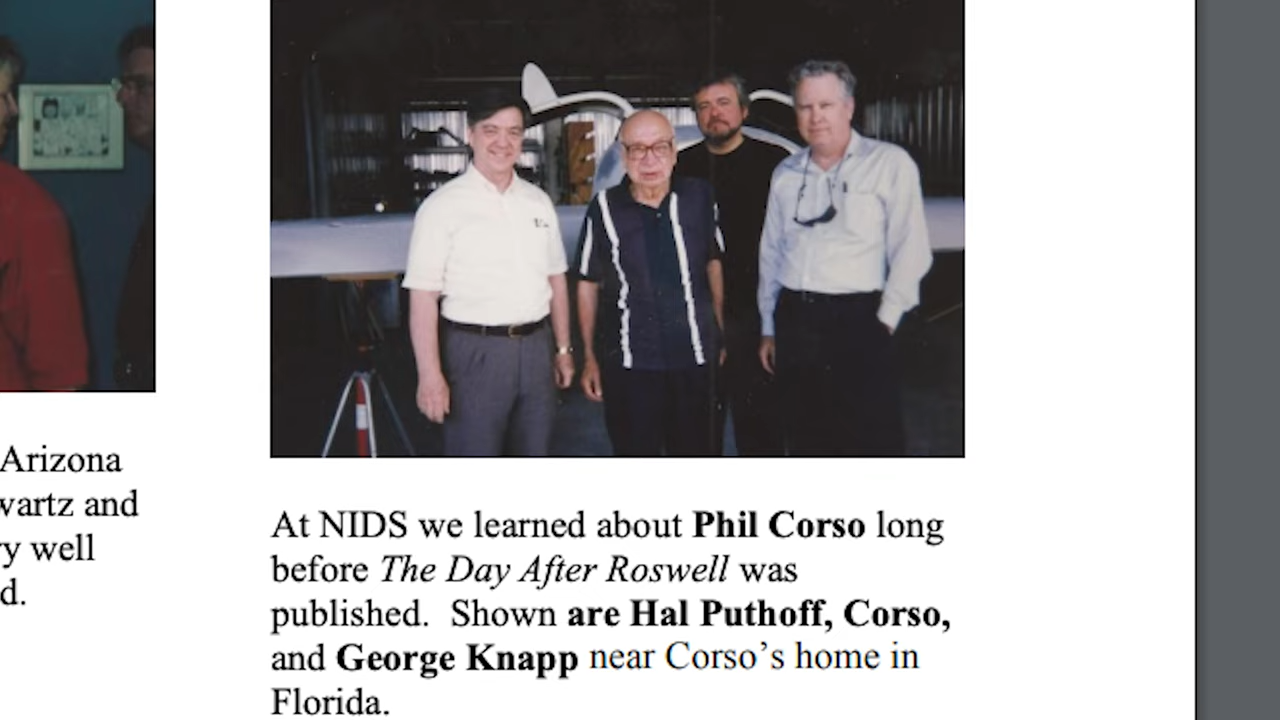 Arizona
wartz and
y well
d.
At NIDS we learned about Phil Corso long
before The Day After Roswell was
published.  Shown are Hal Puthoff, Corso,
and George Knapp near Corso’s home in
Florida.